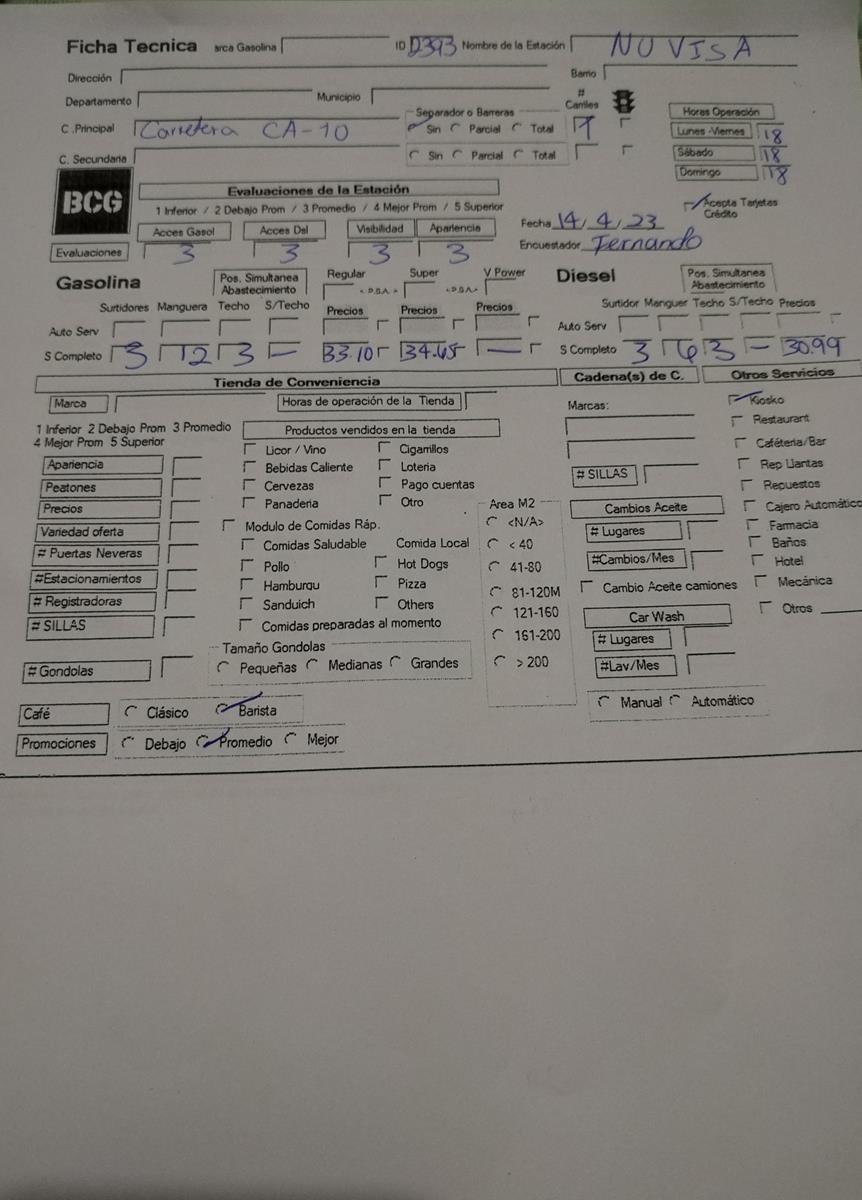 Ficha Tecnica arca Gasolina ID D393 Nombre de la Estación NUVISA
Dirección Barrio
Departamento Municipio Separador o Barreras # Carriles Horas Operación
C .Principal Carretera CA-10 Sin Parcial Total 1 Lunes -Viernes 18
C. Secundaria Sin Parcial Total Sábado 18
Domingo 18
BCG Evaluaciones de la Estación
1 Inferior / 2 Debajo Prom / 3 Promedio / 4 Mejor Prom / 5 Superior Acepta Tarjetas Crédito
Acces Gasol Acces Dsl Visibilidad Apariencia Fecha 14/4/23
Evaluaciones 3 3 3 3 Encuestador Fernando
Gasolina Pos. Simultanea Abastecimiento Regular Super V Power Diesel Pos. Simultanea Abastecimiento
Surtidores Manguera Techo S/Techo Precios Precios Precios Surtidor Manguer Techo S/Techo Precios
Auto Serv Auto Serv
S Completo 3 12 3 - 33.10 34.65 - S Completo 3 6 3 - 30.99
Tienda de Conveniencia Cadena(s) de C. Otros Servicios
Marca Horas de operación de la Tienda Marcas: Kiosko
1 Inferior 2 Debajo Prom 3 Promedio Productos vendidos en la tienda Restaurant
4 Mejor Prom 5 Superior Licor / Vino Cigarrillos Caféteria/Bar
Apariencia Bebidas Caliente Loteria # SILLAS Rep Llantas
Peatones Cervezas Pago cuentas Repuestos
Precios Panaderia Otro Area M2 Cambios Aceite Cajero Automático
Variedad oferta Modulo de Comidas Ráp. <N/A> # Lugares Farmacia
# Puertas Neveras Comidas Saludable Comida Local < 40 Baños
#Estacionamientos Pollo Hot Dogs 41-80 #Cambios/Mes Hotel
# Registradoras Hamburgu Pizza 81-120M Cambio Aceite camiones Mecánica
# SILLAS Sanduich Others 121-160 Car Wash Otros
Comidas preparadas al momento 161-200 # Lugares
# Gondolas Tamaño Gondolas > 200 #Lav/Mes
Pequeñas Medianas Grandes
Café Clásico Barista Manual Automático
Promociones Debajo Promedio Mejor